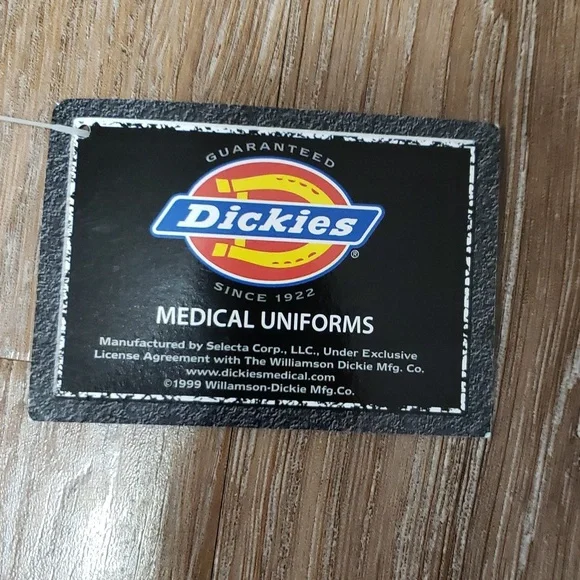 GUARANTEED
Dickies
®
SINCE 1922
MEDICAL UNIFORMS
Manufactured by Selecta Corp., LLC., Under Exclusive
License Agreement with The Williamson Dickie Mfg. Co.
www.dickiesmedical.com
©1999 Willamson-Dickie Mfg.Co.